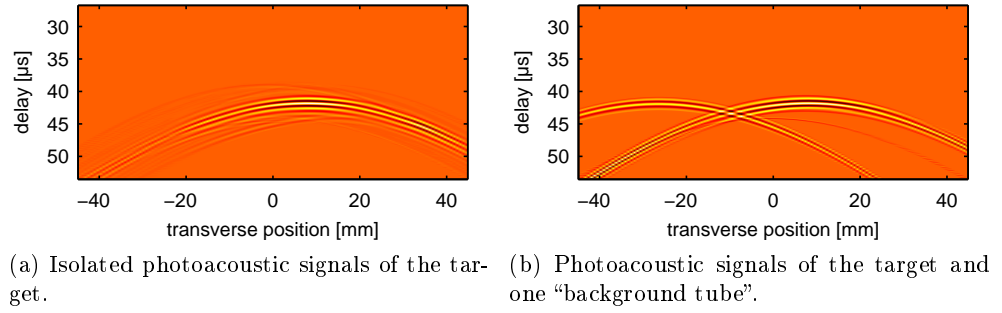 30
35
40
45
50
delay [µs]
−40 −20 0 20 40
transverse position [mm]
(a) Isolated photoacoustic signals of the tar-
get.
30
35
40
45
50
delay [µs]
−40 −20 0 20 40
transverse position [mm]
(b) Photoacoustic signals of the target and
one “background tube”.